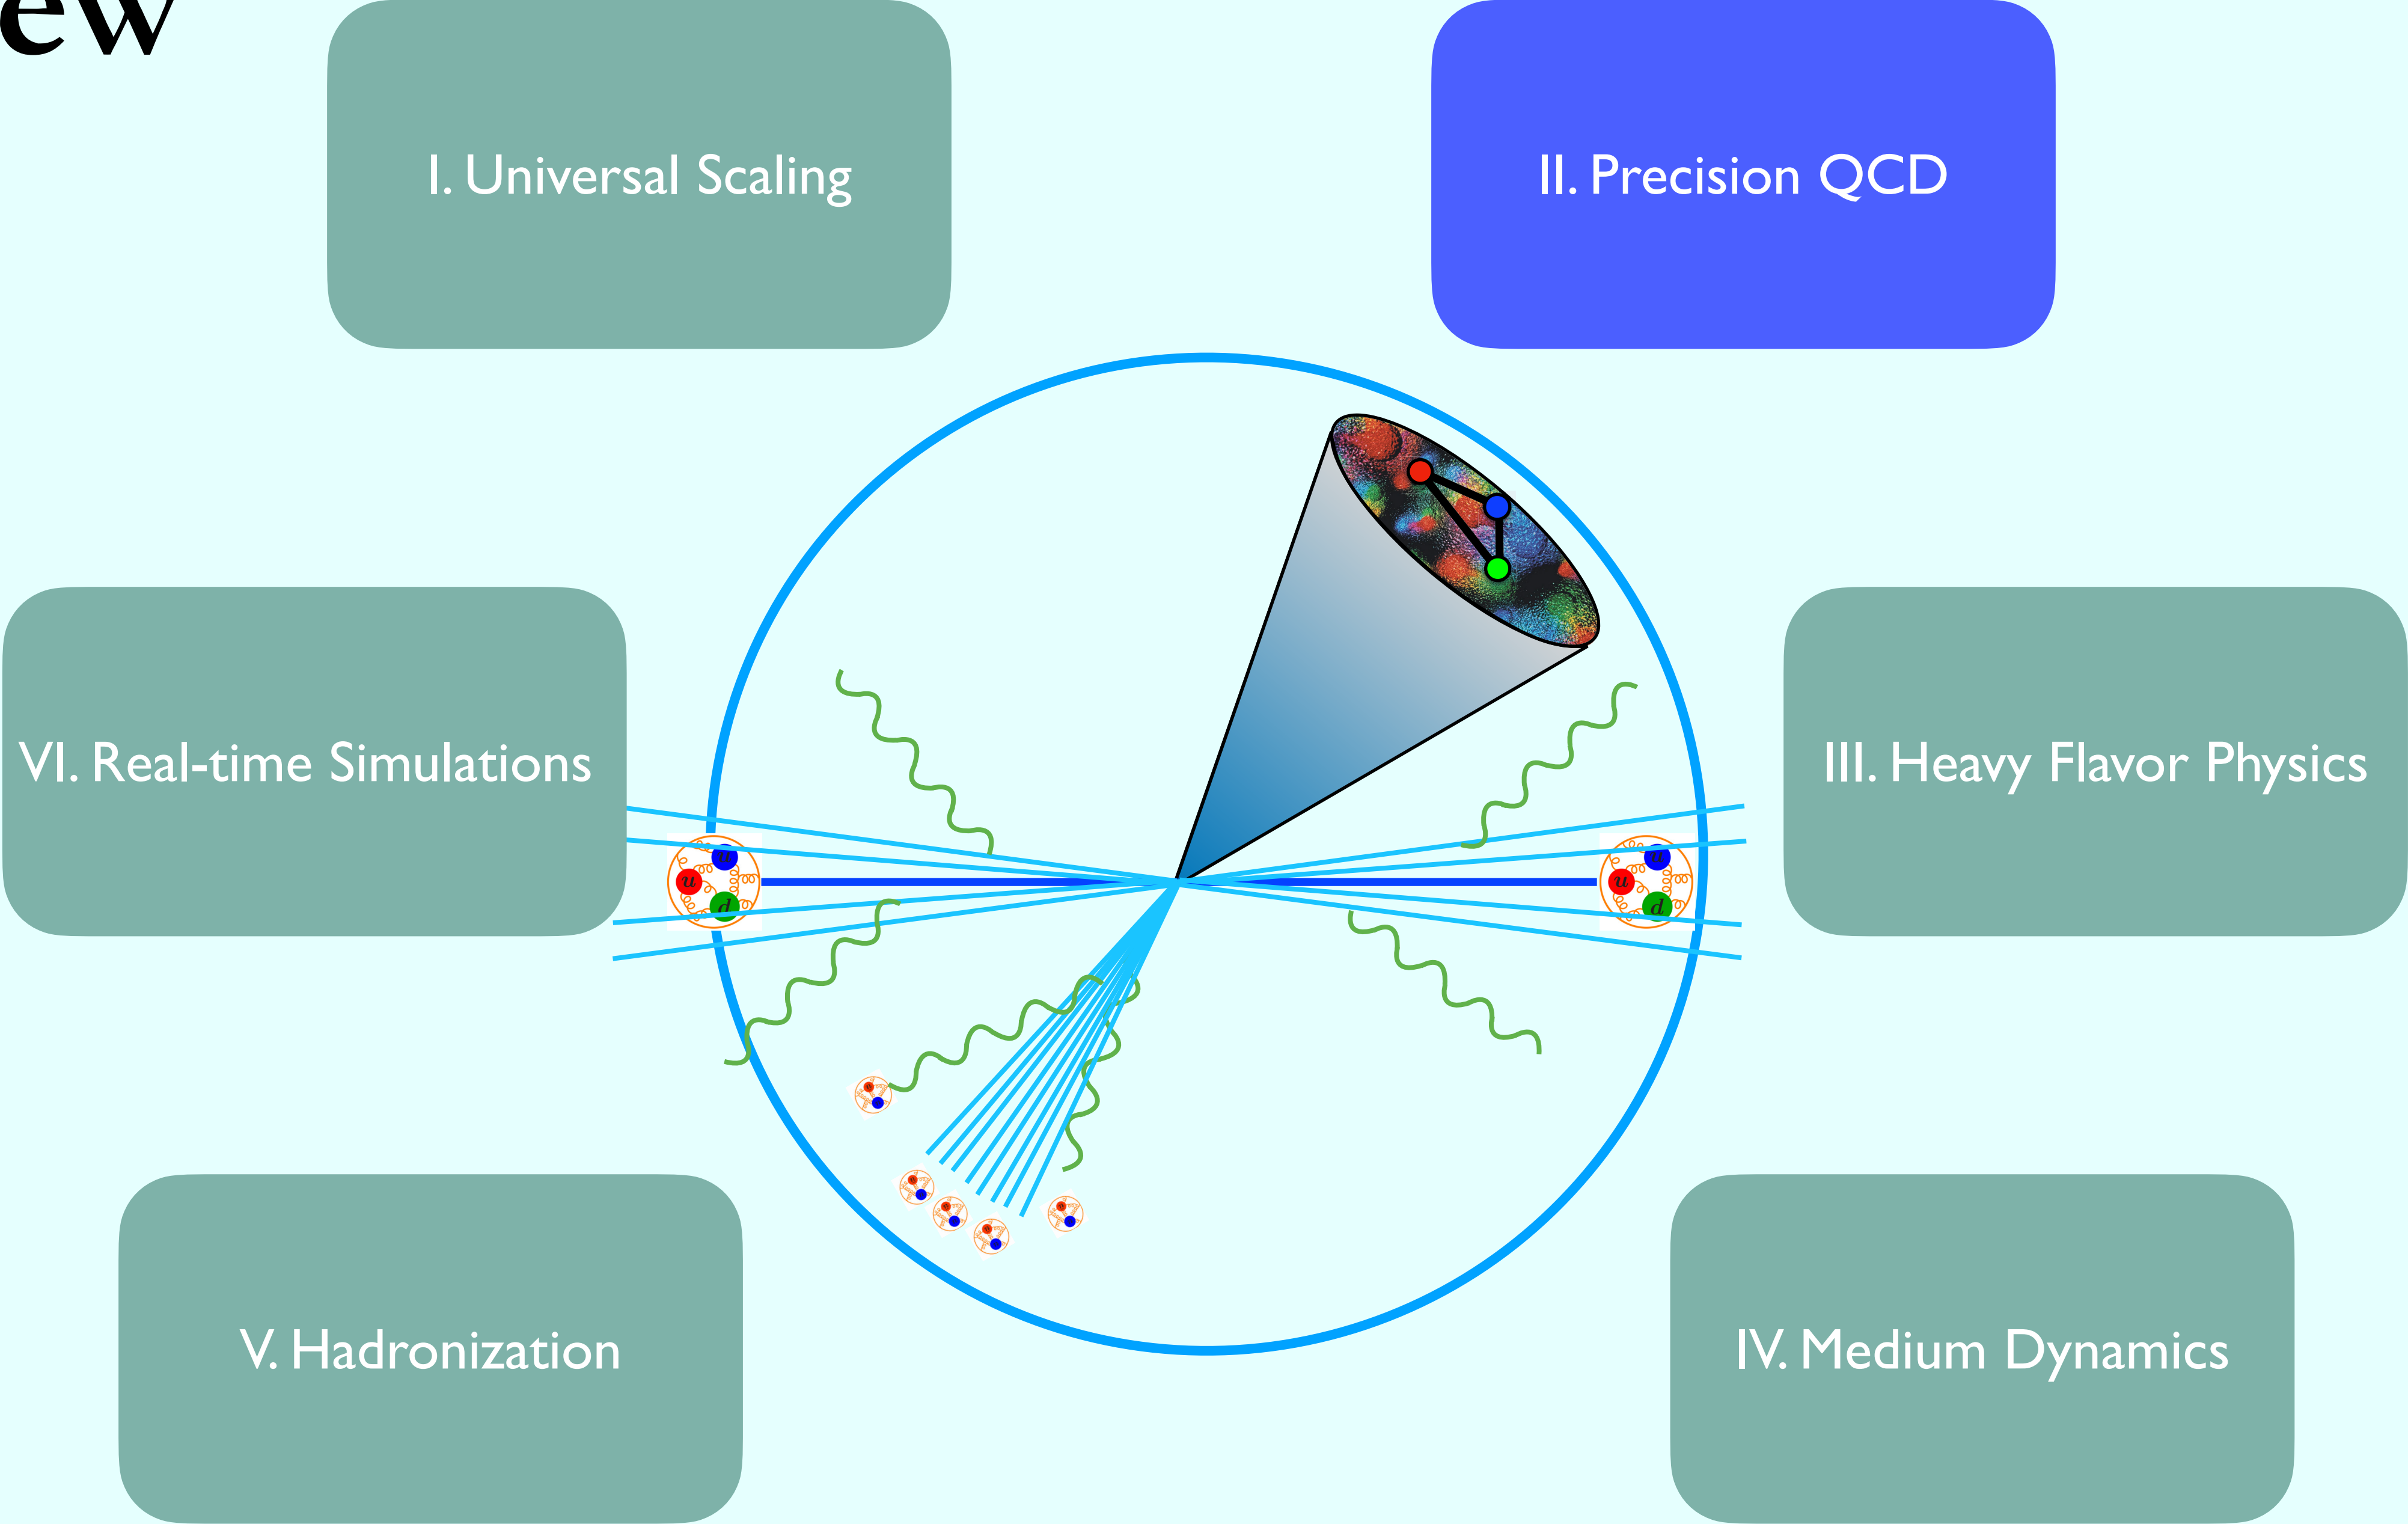 ew
I. Universal Scaling
II. Precision QCD
VI. Real-time Simulations
III. Heavy Flavor Physics
u
u
d
u
u
d
V. Hadronization
IV. Medium Dynamics